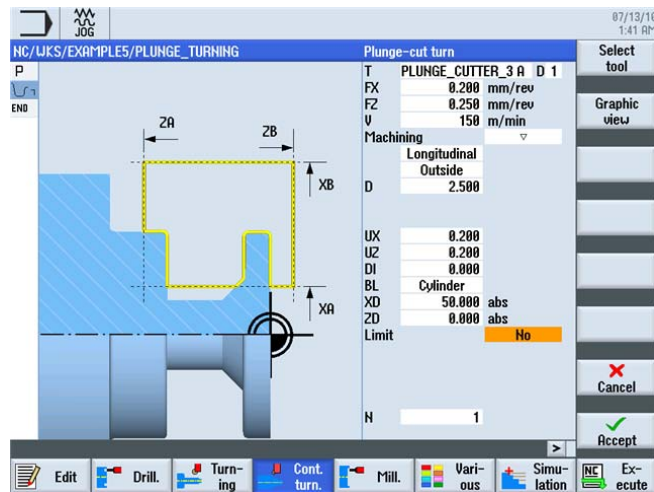 JOG
07/13/16
1:41 AM
NC/WKS/EXAMPLE5/PLUNGE_TURNING
Plunge-cut turn
Select tool
P
END
T PLUNGE_CUTTER_3 A D 1
FX 0.200 mm/rev
FZ 0.250 mm/rev
V 150 m/min
Machining ▽
Longitudinal
Outside
D 2.500
UX 0.200
UZ 0.200
DI 0.000
BL Cylinder
XD 50.000 abs
ZD 0.000 abs
Limit No
N 1
ZA
ZB
XB
XA
Graphic view
Cancel
Accept
>
Edit
Drill.
Turn-
ing
Cont.
turn.
Mill.
Vari-
ous
Simu-
lation
NC
Ex-
ecute